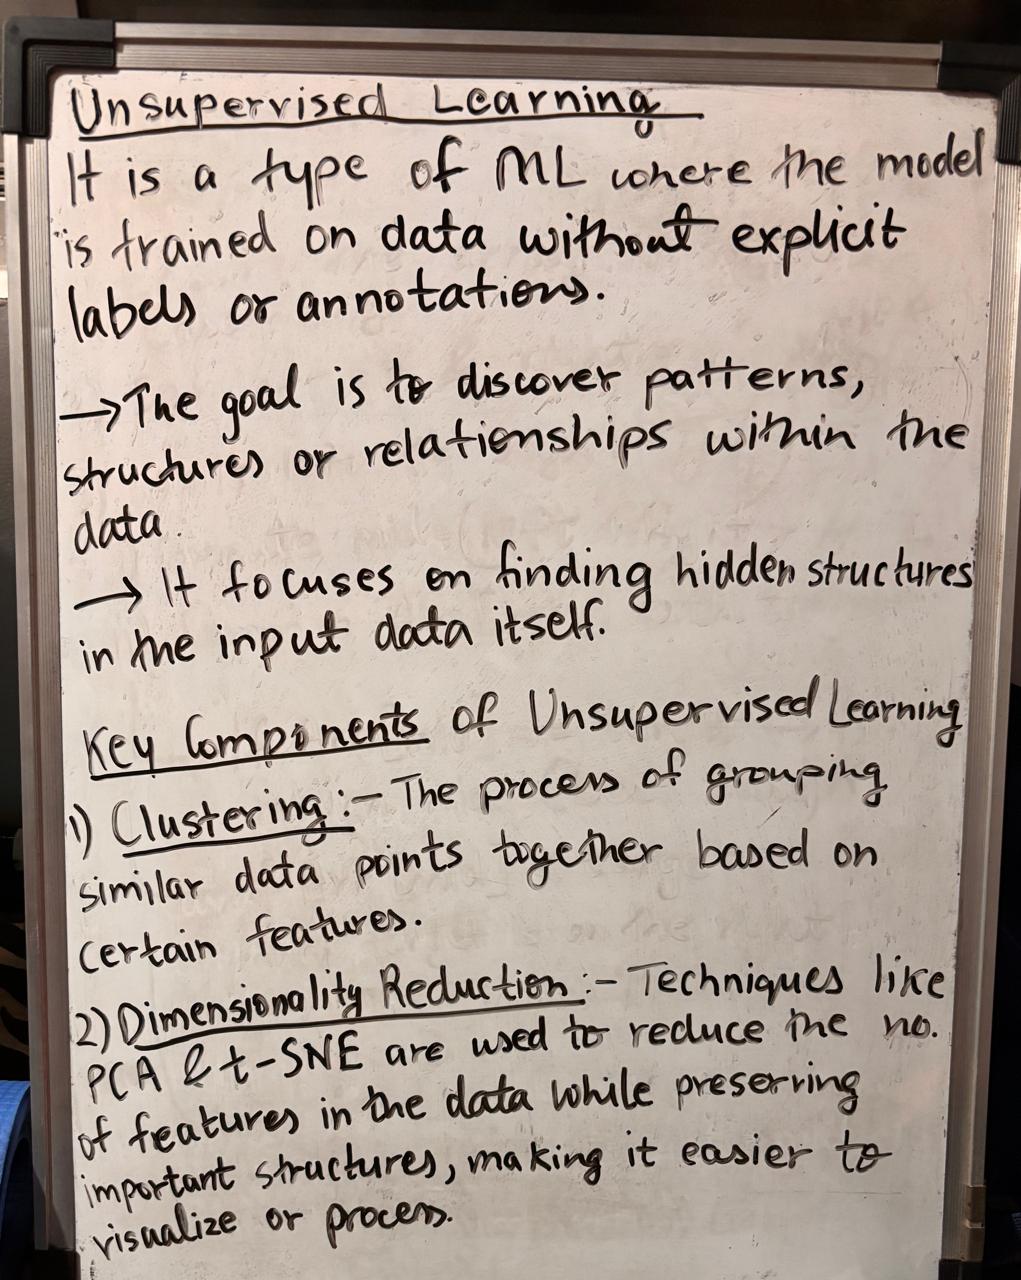 Unsupervised Learning
It is a type of ML where the model
is trained on data without explicit
labels or annotations.
→ The goal is to discover patterns,
structures or relationships within the
data.
→ It focuses on finding hidden structures
in the input data itself.
Key Components of Unsupervised Learning
1) Clustering :- The process of grouping
similar data points together based on
certain features.
2) Dimensionality Reduction :- Techniques like
PCA & t-SNE are used to reduce the no.
of features in the data while preserving
important structures, making it easier to
visualize or process.